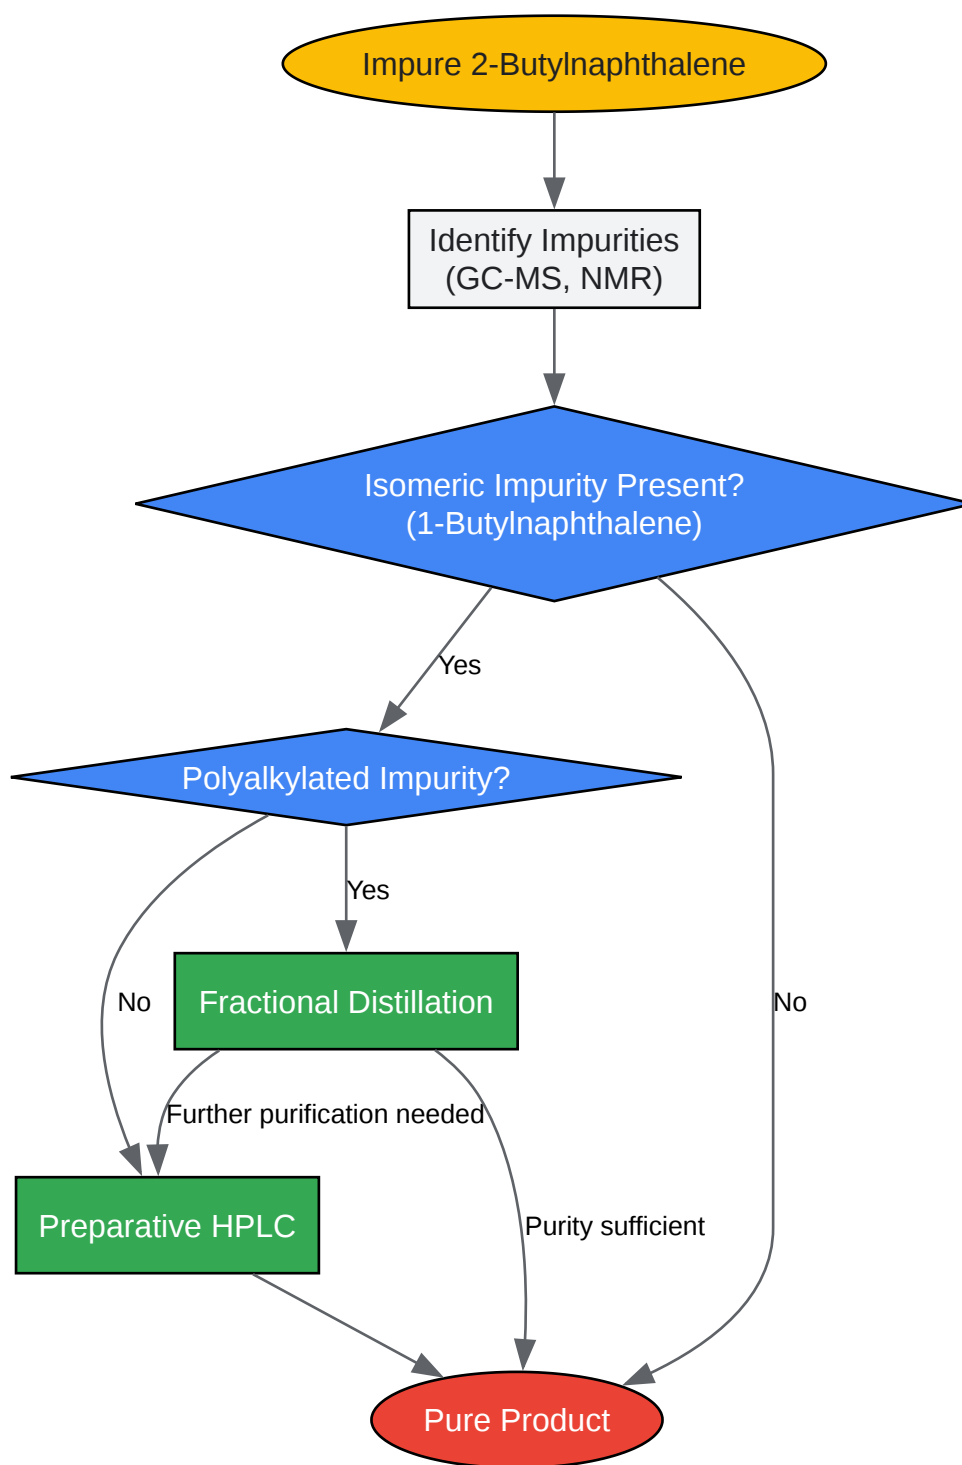 Impure 2-Butylnaphthalene
Identify Impurities
(GC-MS, NMR)
Isomeric Impurity Present?
(1-Butylnaphthalene)
Yes
Polyalkylated Impurity?
Yes
No
Fractional Distillation
No
Further purification needed
Preparative HPLC
Purity sufficient
Pure Product